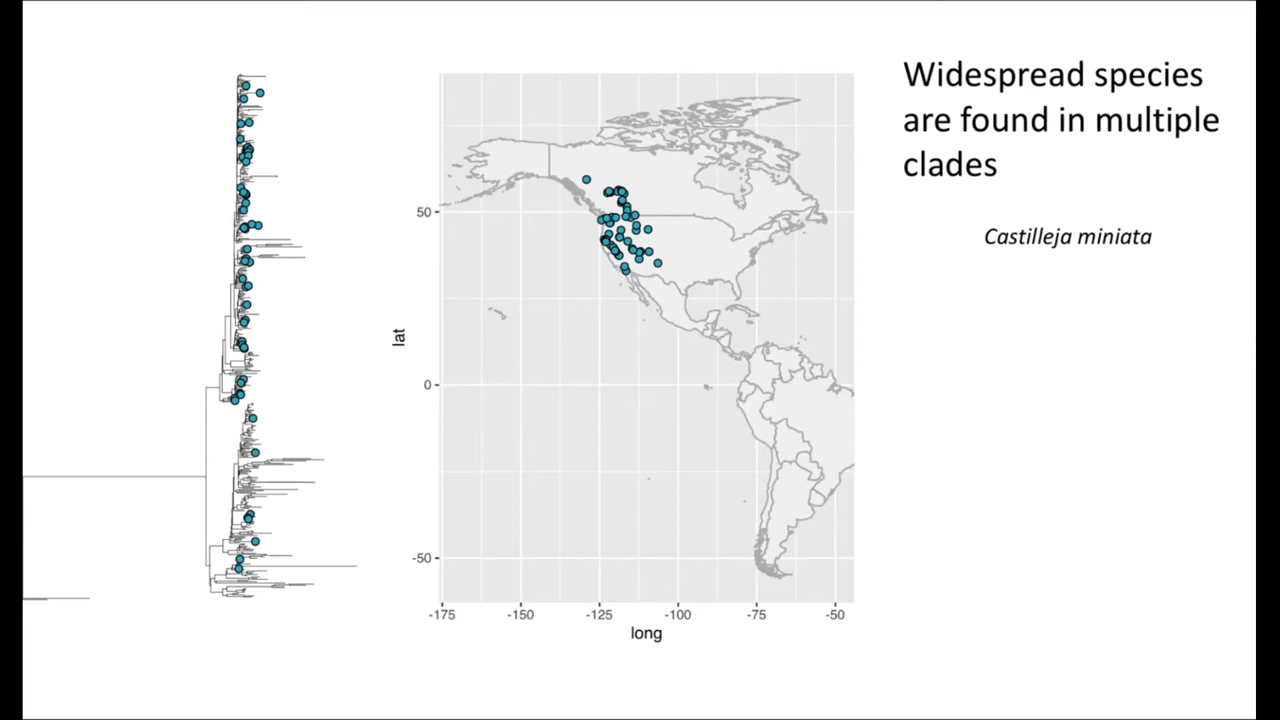 Widespread species
are found in multiple
clades
Castilleja miniata
lat
50
0
-50
-175
-150
-125
-100
-75
-50
long